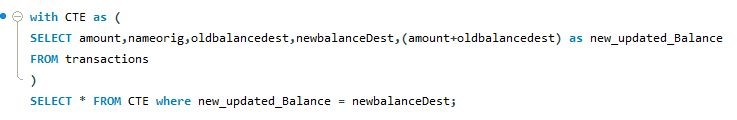 with CTE as (
SELECT amount,nameorig,oldbalancedest,newbalanceDest,(amount+oldbalancedest) as new_updated_Balance
FROM transactions
)
SELECT * FROM CTE where new_updated_Balance = newbalanceDest;